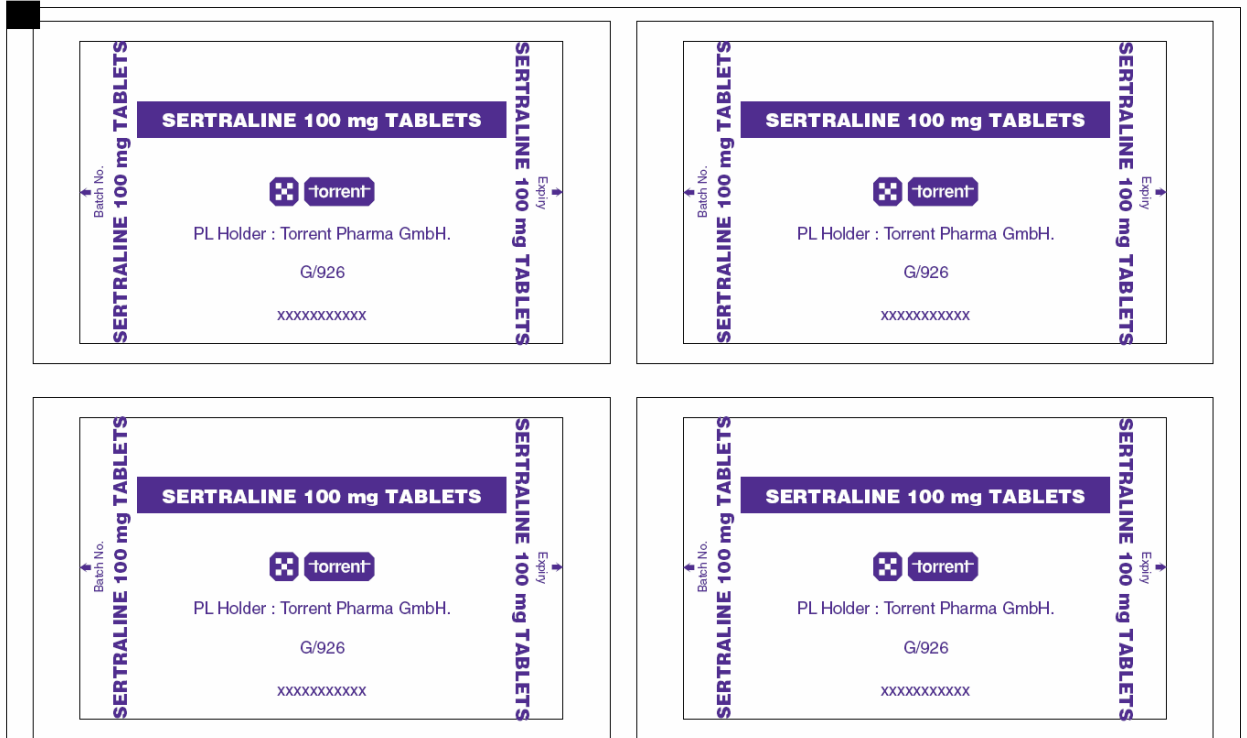 SERTRALINE 100 mg TABLETS
Batch No.
SERTRALINE 100 mg TABLETS
torrent
PL Holder : Torrent Pharma GmbH.
G/926
xxxxxxxxxxx
SERTRALINE 100 mg TABLETS
Expiry
SERTRALINE 100 mg TABLETS
Batch No.
SERTRALINE 100 mg TABLETS
torrent
PL Holder : Torrent Pharma GmbH.
G/926
xxxxxxxxxxx
SERTRALINE 100 mg TABLETS
Expiry
SERTRALINE 100 mg TABLETS
Batch No.
SERTRALINE 100 mg TABLETS
torrent
PL Holder : Torrent Pharma GmbH.
G/926
xxxxxxxxxxx
SERTRALINE 100 mg TABLETS
Expiry
SERTRALINE 100 mg TABLETS
Batch No.
SERTRALINE 100 mg TABLETS
torrent
PL Holder : Torrent Pharma GmbH.
G/926
xxxxxxxxxxx
SERTRALINE 100 mg TABLETS
Expiry